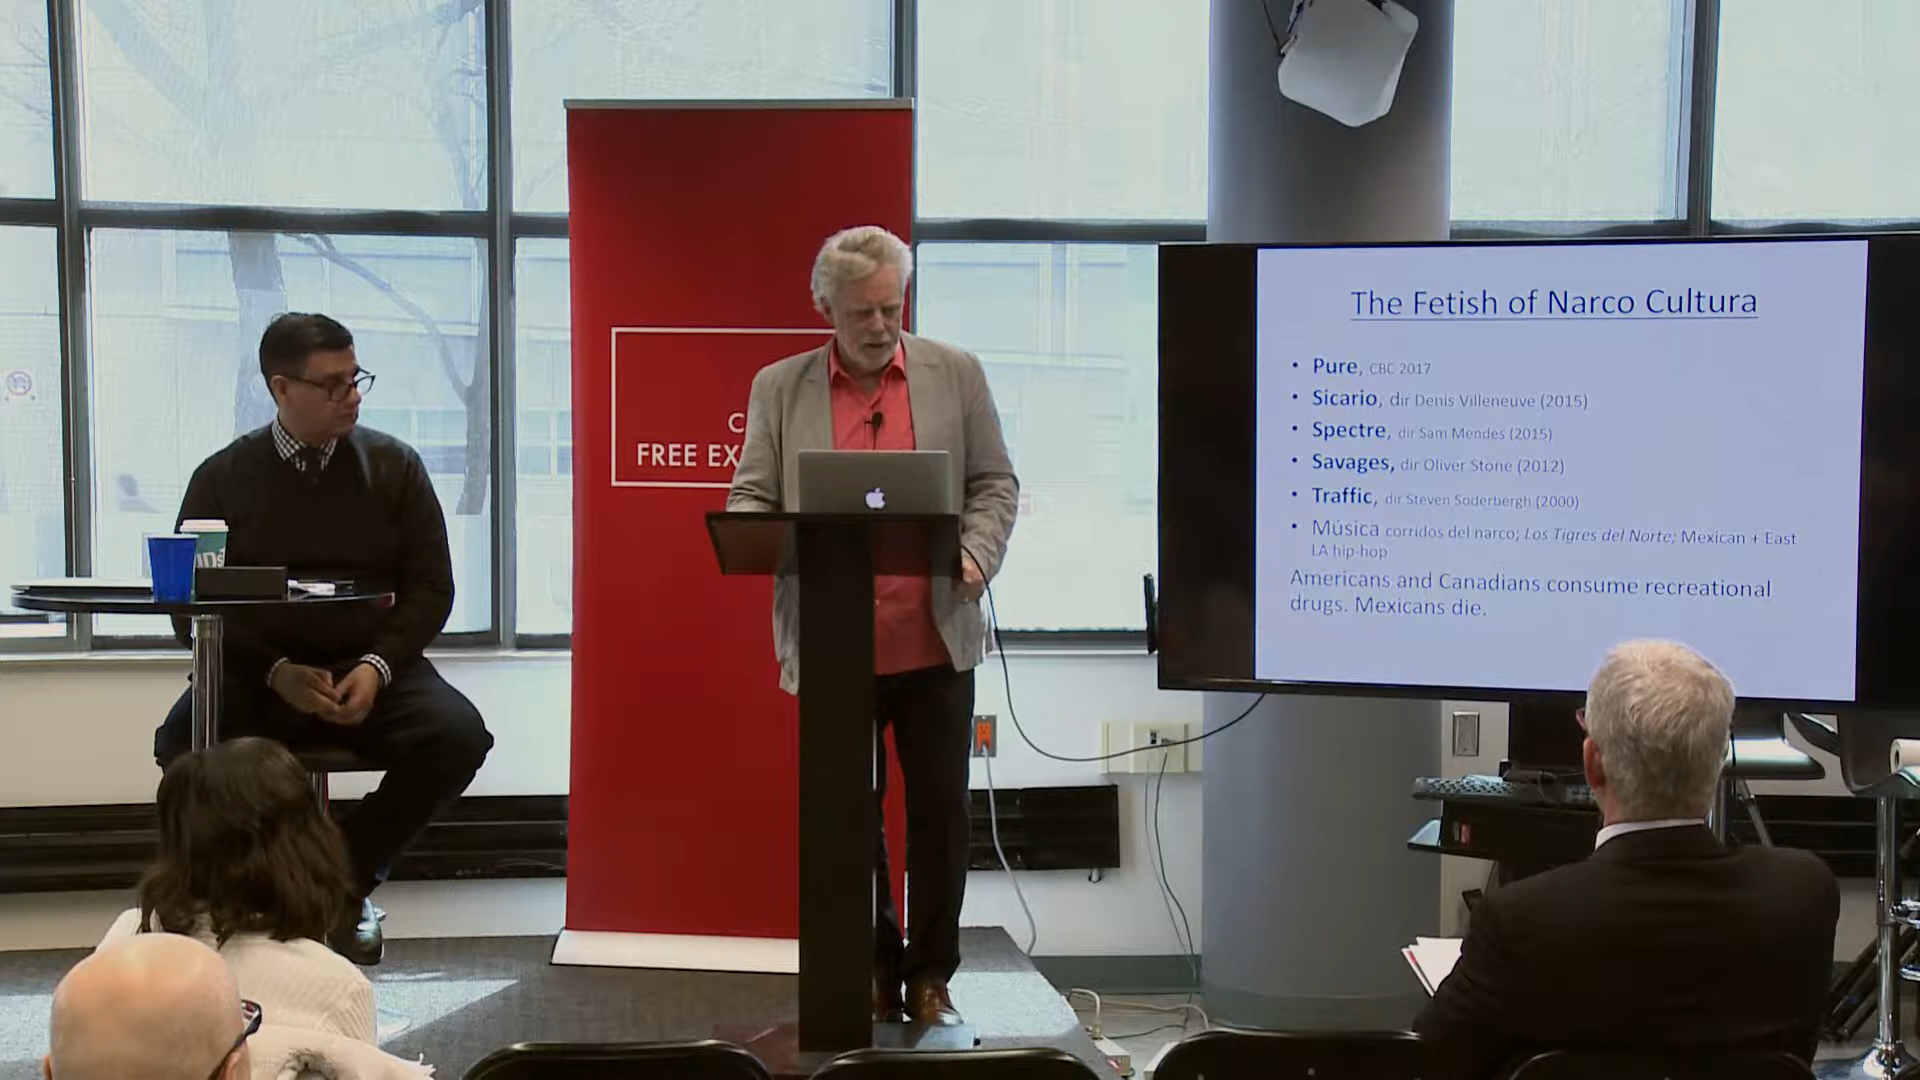 C
FREE EX
The Fetish of Narco Cultura
• Pure, CBC 2017
• Sicario, dir Denis Villeneuve (2015)
• Spectre, dir Sam Mendes (2015)
• Savages, dir Oliver Stone (2012)
• Traffic, dir Steven Soderbergh (2000)
• Música corridos del narco; Los Tigres del Norte; Mexican + East
LA hip-hop
Americans and Canadians consume recreational
drugs. Mexicans die.